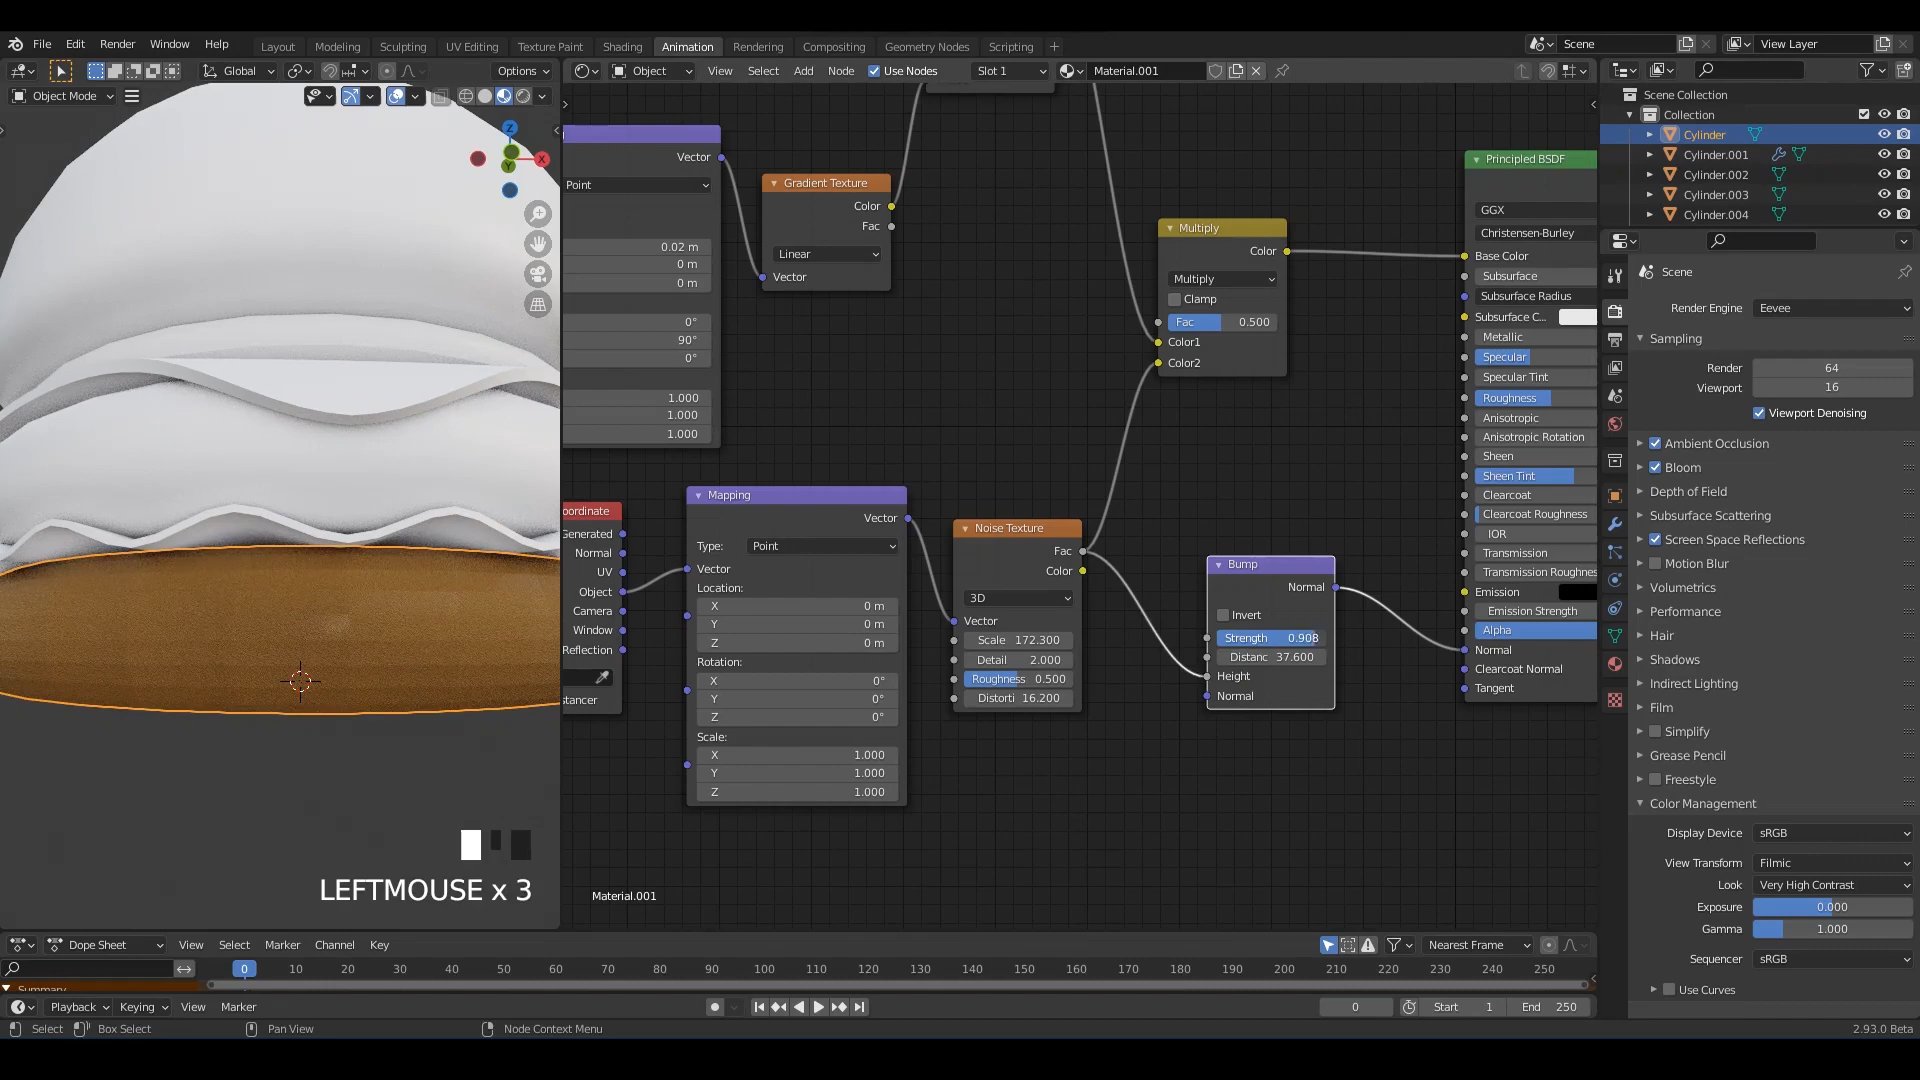 File Edit Render Window Help Layout Modeling Sculpting UV Editing Texture Paint Shading Animation Rendering Compositing Geometry Nodes Scripting + Scene View Layer
Global Options Object View Select Add Node Use Nodes Slot 1 Material.001
Object Mode
Scene Collection
Collection
Cylinder
Cylinder.001
Cylinder.002
Cylinder.003
Cylinder.004
Z
X
Y
Vector
Point
0.02 m
0 m
0 m
0°
90°
0°
1.000
1.000
1.000
Gradient Texture
Color
Fac
Linear
Vector
Multiply
Color
Multiply
Clamp
Fac 0.500
Color1
Color2
Principled BSDF
GGX
Christensen-Burley
Base Color
Subsurface
Subsurface Radius
Subsurface C...
Metallic
Specular
Specular Tint
Roughness
Anisotropic
Anisotropic Rotation
Sheen
Sheen Tint
Clearcoat
Clearcoat Roughness
IOR
Transmission
Transmission Roughnes
Emission
Emission Strength
Alpha
Normal
Clearcoat Normal
Tangent
oordinate
Generated
Normal
UV
Object
Camera
Window
Reflection
stancer
Mapping
Vector
Type: Point
Vector
Location:
X 0 m
Y 0 m
Z 0 m
Rotation:
X 0°
Y 0°
Z 0°
Scale:
X 1.000
Y 1.000
Z 1.000
Noise Texture
Fac
Color
3D
Vector
Scale 172.300
Detail 2.000
Roughness 0.500
Distorti 16.200
Bump
Normal
Invert
Strength 0.908
Distanc 37.600
Height
Normal
Material.001
LEFTMOUSE x 3
Scene
Render Engine Eevee
Sampling
Render 64
Viewport 16
Viewport Denoising
Ambient Occlusion
Bloom
Depth of Field
Subsurface Scattering
Screen Space Reflections
Motion Blur
Volumetrics
Performance
Hair
Shadows
Indirect Lighting
Film
Simplify
Grease Pencil
Freestyle
Color Management
Display Device sRGB
View Transform Filmic
Look Very High Contrast
Exposure 0.000
Gamma 1.000
Sequencer sRGB
Use Curves
Dope Sheet View Select Marker Channel Key Nearest Frame
0 10 20 30 40 50 60 70 80 90 100 110 120 130 140 150 160 170 180 190 200 210 220 230 240 250
Summary
Playback Keying View Marker 0 Start 1 End 250
Select Box Select Pan View Node Context Menu 2.93.0 Beta